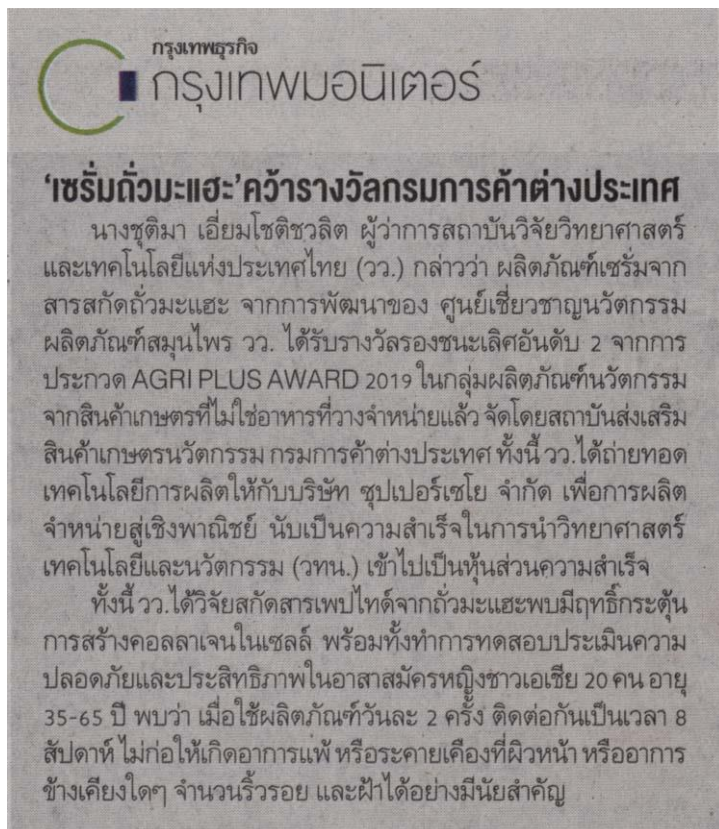 กรุงเทพธุรกิจ
กรุงเทพมอนิเตอร์
‘เซรั่มถั่วมะแฮะ’คว้ารางวัลกรมการค้าต่างประเทศ
นางชุติมา เอี่ยมโชติชวลิต ผู้ว่าการสถาบันวิจัยวิทยาศาสตร์
และเทคโนโลยีแห่งประเทศไทย (วว.) กล่าวว่า ผลิตภัณฑ์เซรั่มจาก
สารสกัดถั่วมะแฮะ จากการพัฒนาของ ศูนย์เชี่ยวชาญนวัตกรรม
ผลิตภัณฑ์สมุนไพร วว. ได้รับรางวัลรองชนะเลิศอันดับ 2 จากการ
ประกวด AGRI PLUS AWARD 2019 ในกลุ่มผลิตภัณฑ์นวัตกรรม
จากสินค้าเกษตรที่ไม่ใช่อาหารที่วางจำหน่ายแล้ว จัดโดยสถาบันส่งเสริม
สินค้าเกษตรนวัตกรรม กรมการค้าต่างประเทศ ทั้งนี้ วว.ได้ถ่ายทอด
เทคโนโลยีการผลิตให้กับบริษัท ซุปเปอร์เซโย จำกัด เพื่อการผลิต
จำหน่ายสู่เชิงพาณิชย์ นับเป็นความสำเร็จในการนำวิทยาศาสตร์
เทคโนโลยีและนวัตกรรม (วทน.) เข้าไปเป็นหุ้นส่วนความสำเร็จ
ทั้งนี้ วว.ได้วิจัยสกัดสารเพปไทด์จากถั่วมะแฮะพบมีฤทธิ์กระตุ้น
การสร้างคอลลาเจนในเซลล์ พร้อมทั้งทำการทดสอบประเมินความ
ปลอดภัยและประสิทธิภาพในอาสาสมัครหญิงชาวเอเชีย 20 คน อายุ
35-65 ปี พบว่า เมื่อใช้ผลิตภัณฑ์วันละ 2 ครั้ง ติดต่อกันเป็นเวลา 8
สัปดาห์ ไม่ก่อให้เกิดอาการแพ้ หรือระคายเคืองที่ผิวหน้า หรืออาการ
ข้างเคียงใดๆ จำนวนริ้วรอย และฝ้าได้อย่างมีนัยสำคัญ